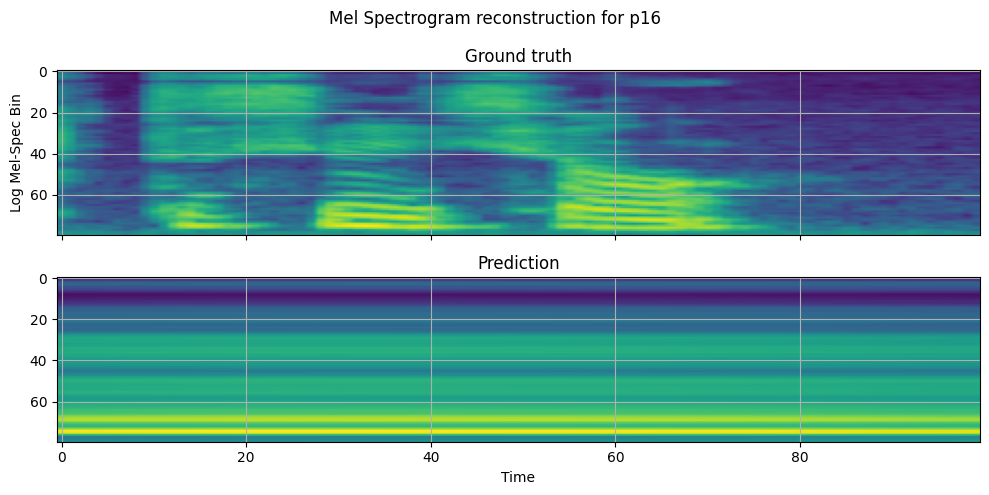 Mel Spectrogram reconstruction for p16
Ground truth
Log Mel-Spec Bin
0
20
40
60
Prediction
0
20
40
60
0 20 40 60 80
Time